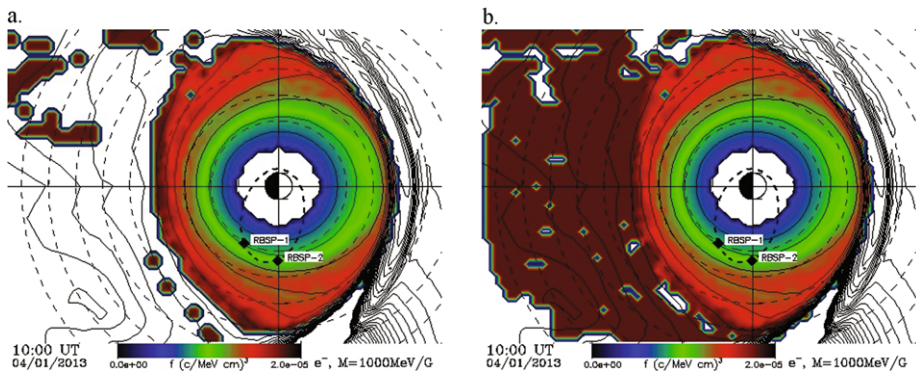 a.
b.
RBSP-1
RBSP-2
RBSP-1
RBSP-2
10:00 UT
04/01/2013
0.0e+00 f (c/MeV cm)³ 2.0e-05 e⁻, M=1000MeV/G
10:00 UT
04/01/2013
0.0e+00 f (c/MeV cm)³ 2.0e-05 e⁻, M=1000MeV/G